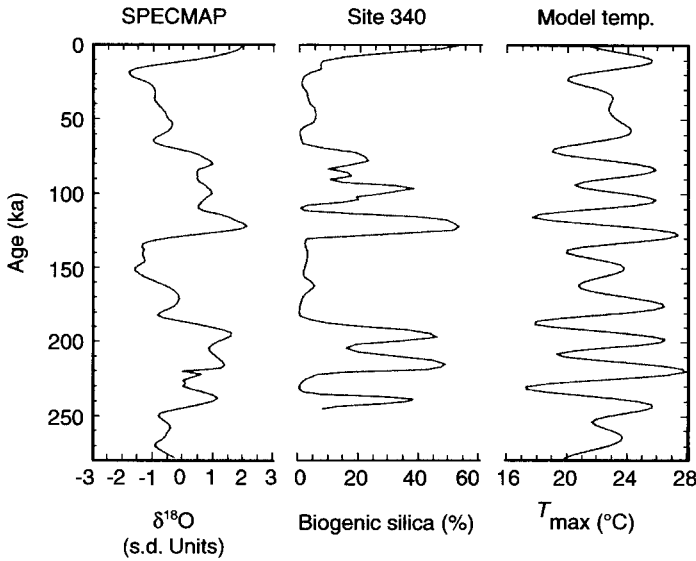 SPECMAP Site 340 Model temp.
0
50
100
150
200
250
Age (ka)
-3 -2 -1 0 1 2 3 0 20 40 60 16 20 24 28
δ18O Biogenic silica (%) Tmax (°C)
(s.d. Units)